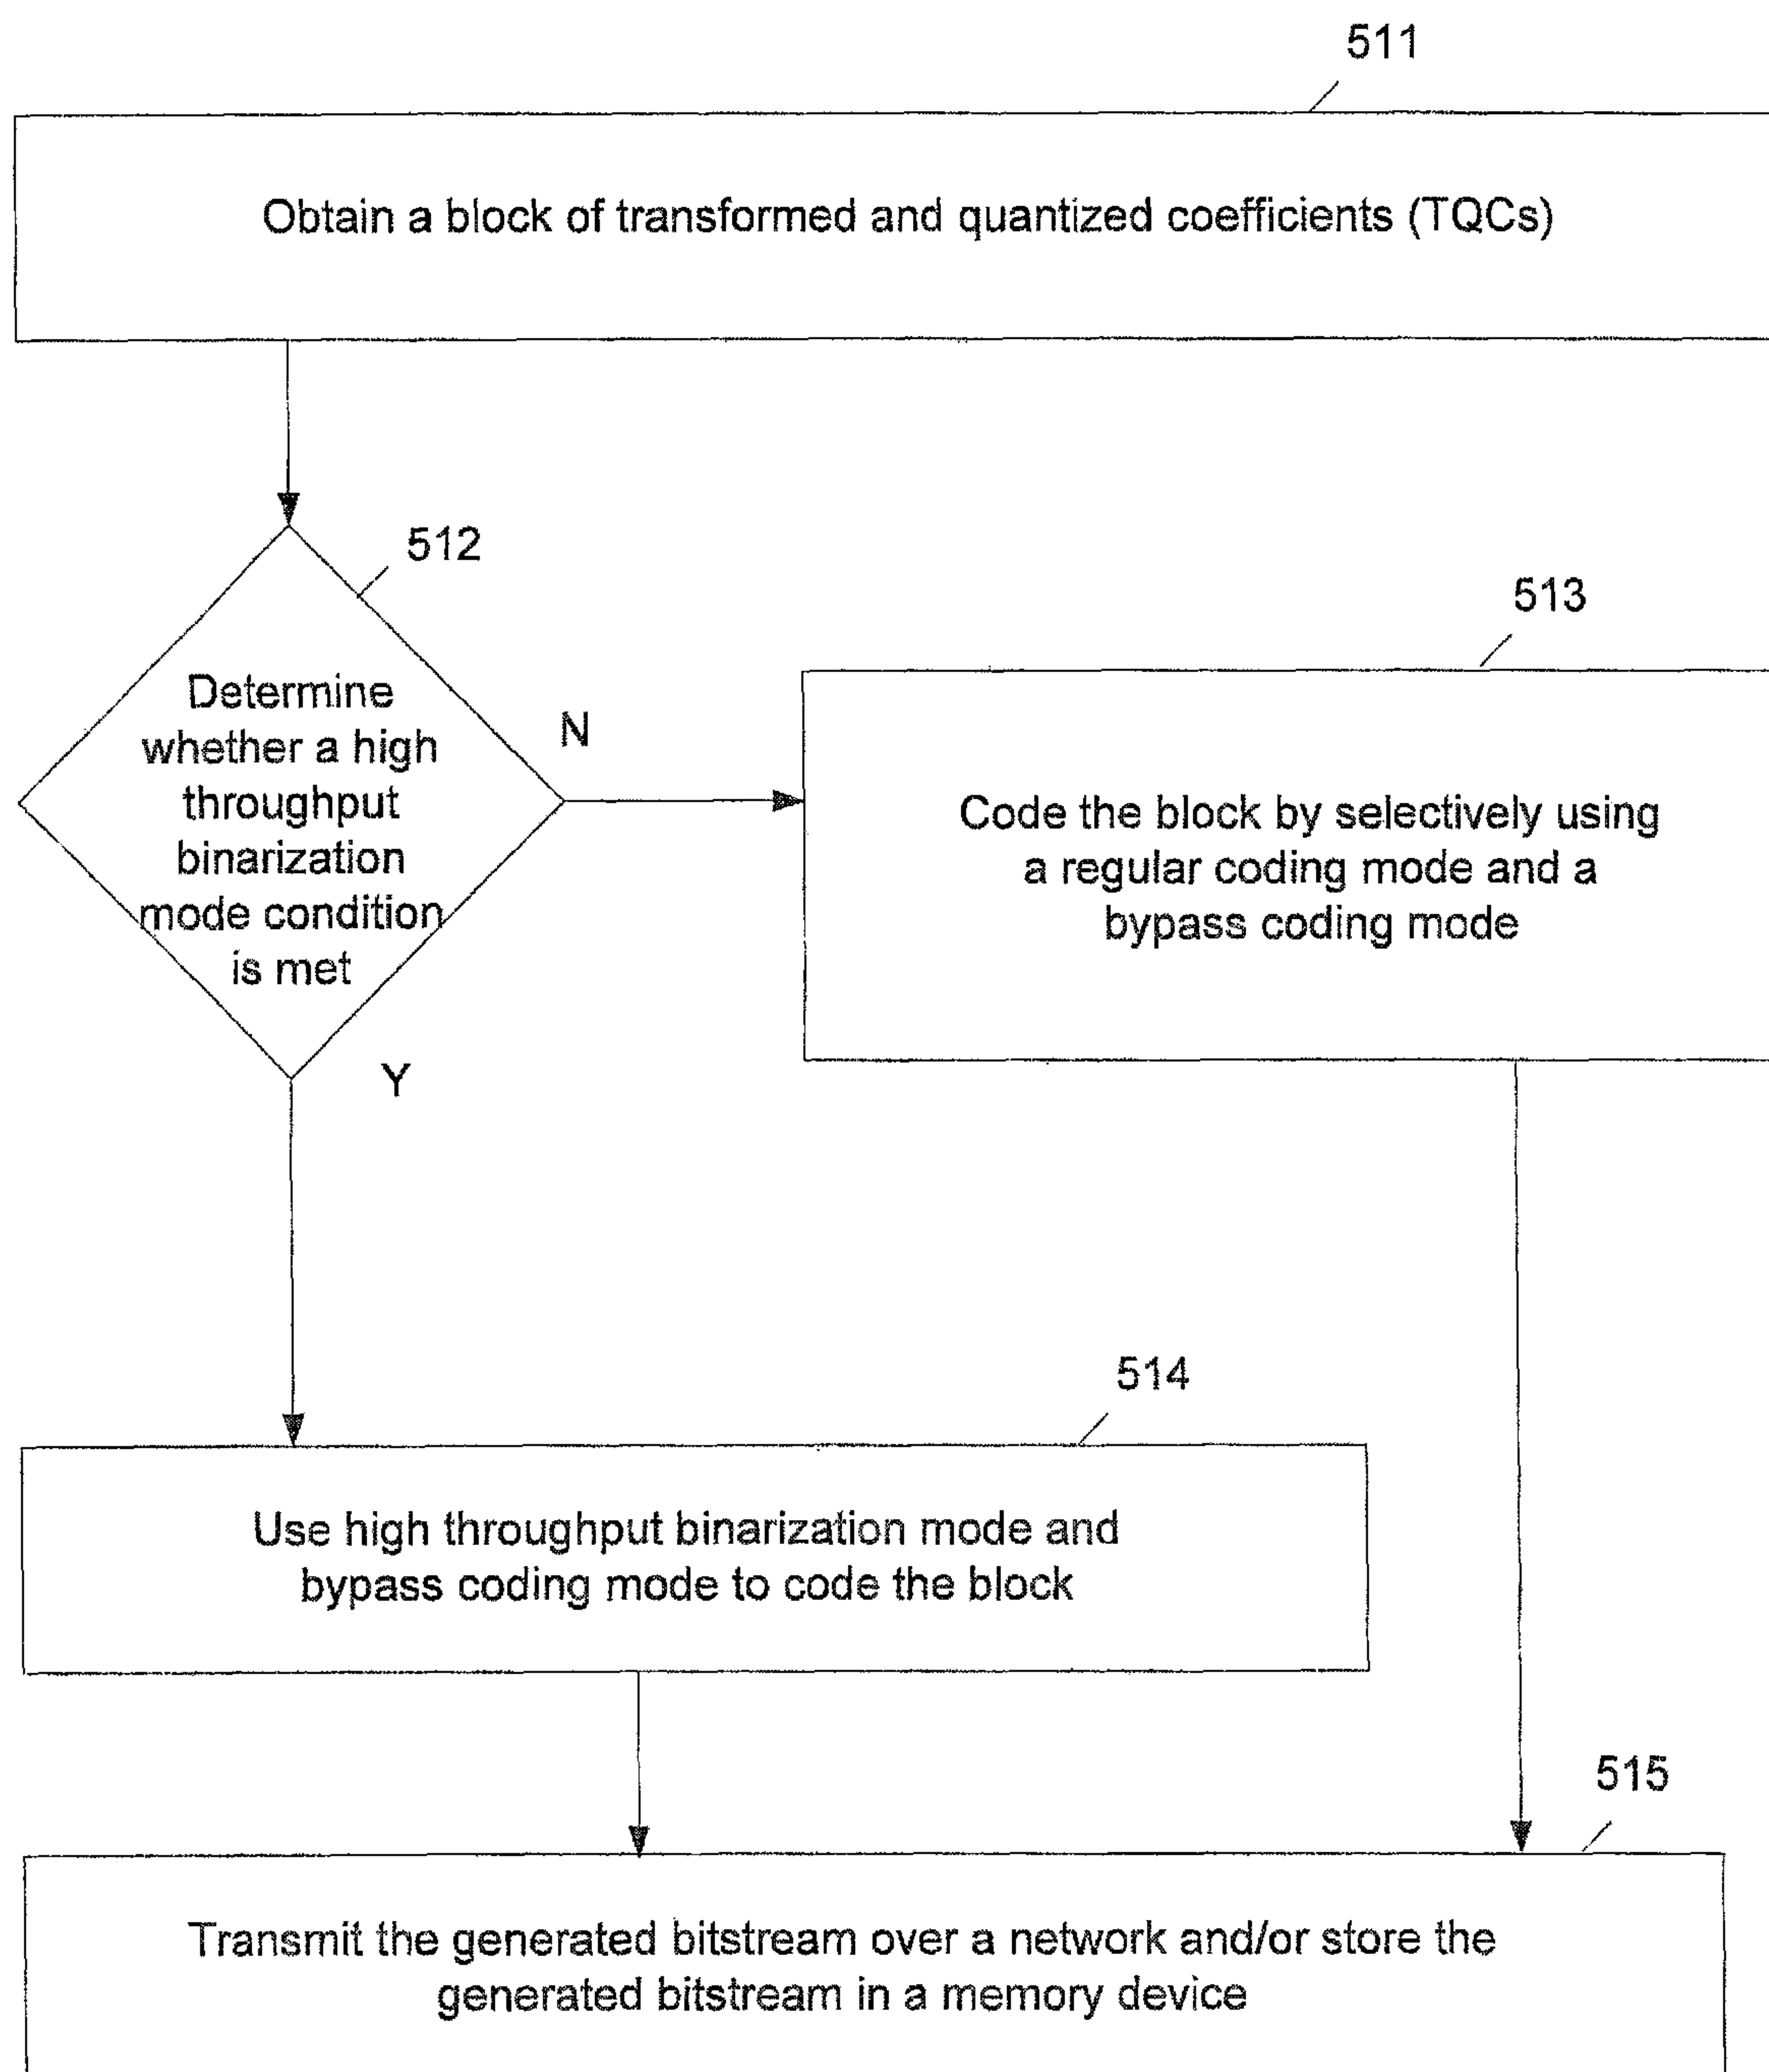 511
Obtain a block of transformed and quantized coefficients (TQCs)
512
Determine
whether a high
throughput
binarization
mode condition
is met
N
513
Code the block by selectively using
a regular coding mode and a
bypass coding mode
Y
514
Use high throughput binarization mode and
bypass coding mode to code the block
515
Transmit the generated bitstream over a network and/or store the
generated bitstream in a memory device